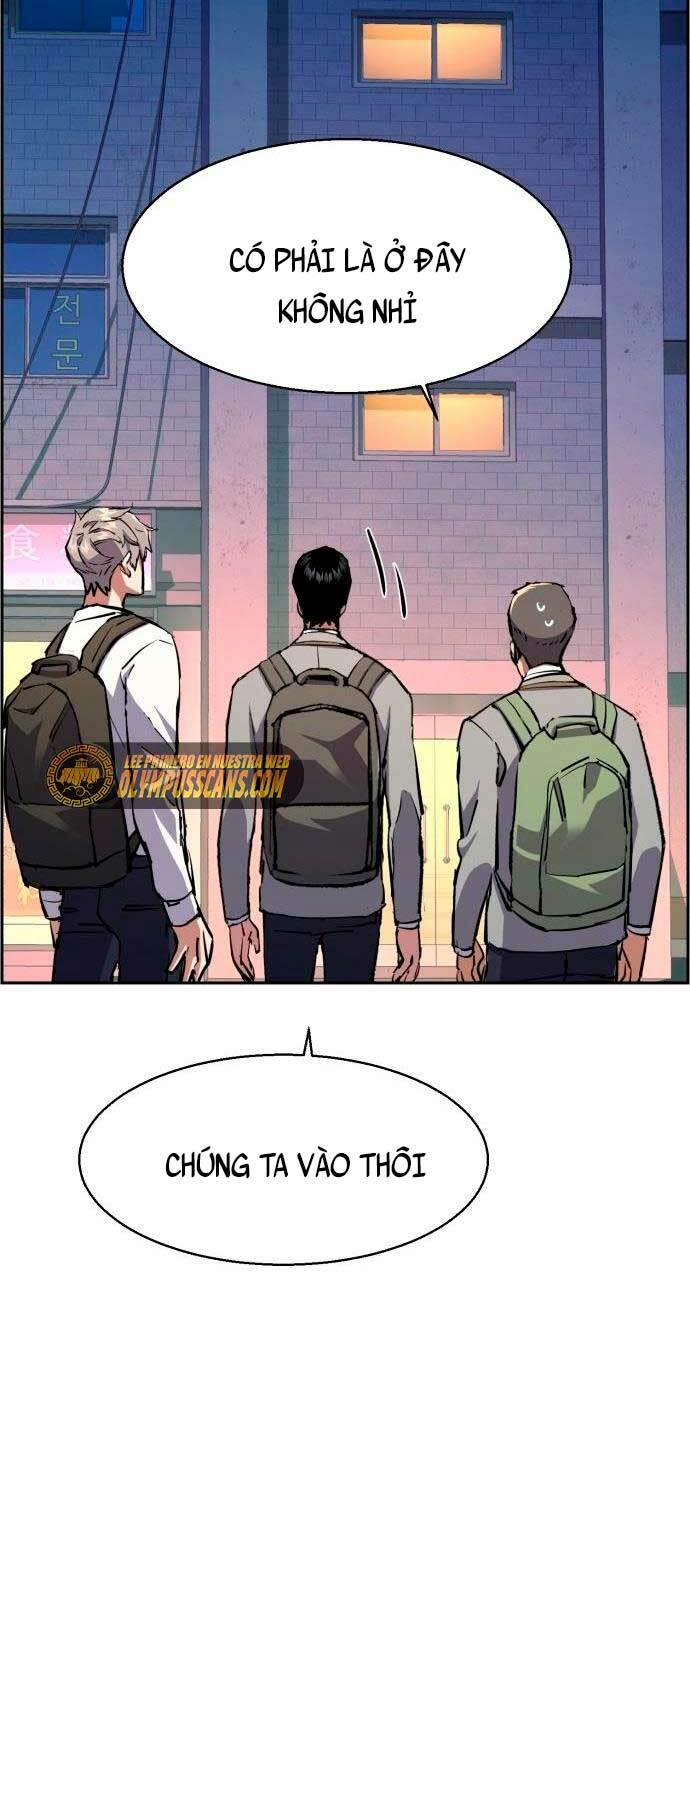 CÓ PHẢI LÀ Ở ĐÂY
KHÔNG NHỈ
전
문
食
LEE PRIMERO EN NUESTRA WEB
OLYMPUSSCANS.COM
CHÚNG TA VÀO THÔI